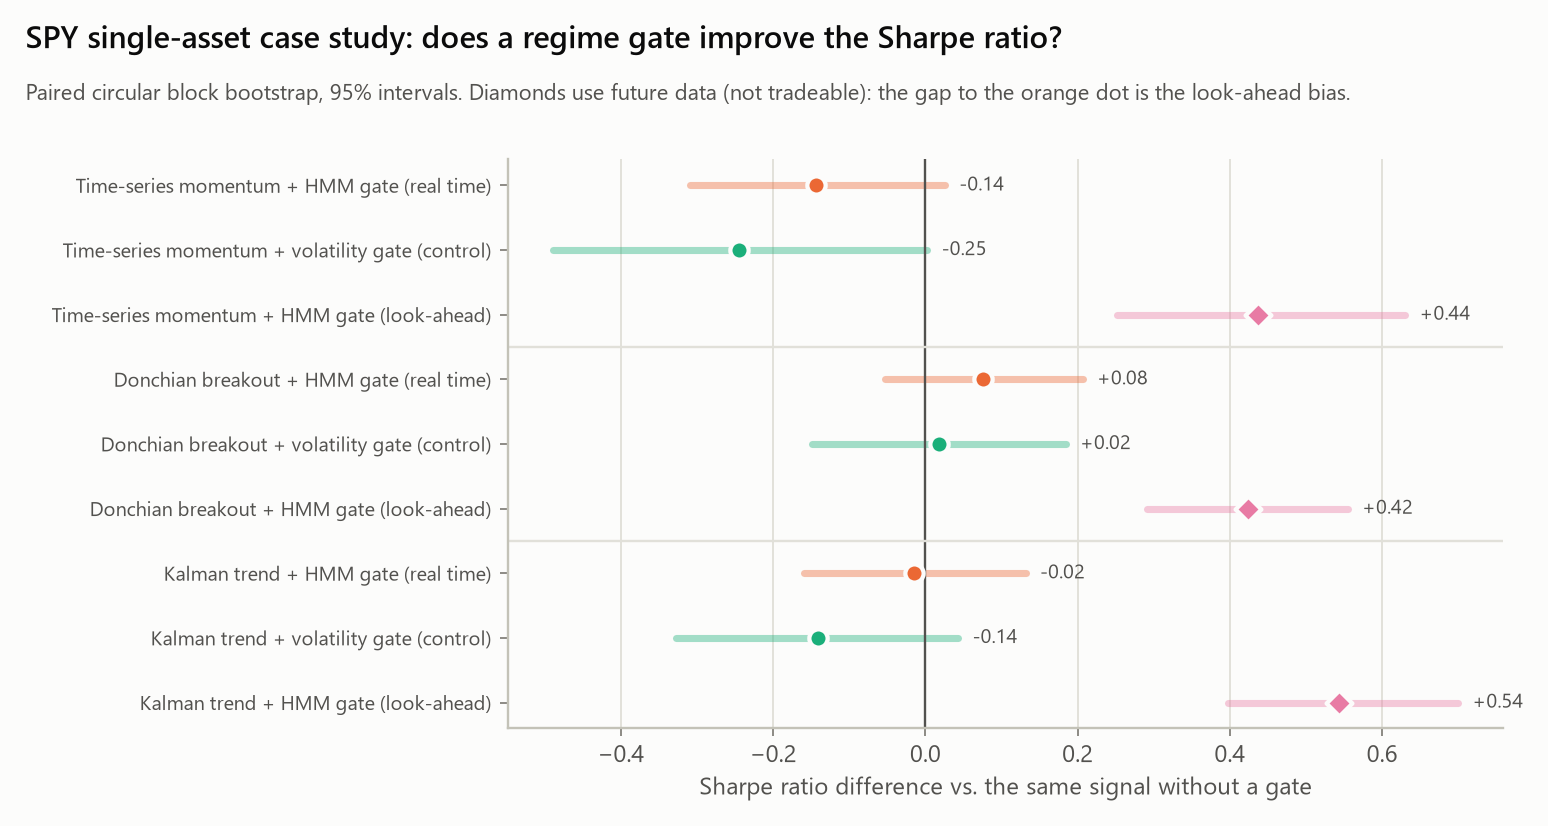 SPY single-asset case study: does a regime gate improve the Sharpe ratio?
Paired circular block bootstrap, 95% intervals. Diamonds use future data (not tradeable): the gap to the orange dot is the look-ahead bias.
Time-series momentum + HMM gate (real time) -0.14
Time-series momentum + volatility gate (control) -0.25
Time-series momentum + HMM gate (look-ahead) +0.44
Donchian breakout + HMM gate (real time) +0.08
Donchian breakout + volatility gate (control) +0.02
Donchian breakout + HMM gate (look-ahead) +0.42
Kalman trend + HMM gate (real time) -0.02
Kalman trend + volatility gate (control) -0.14
Kalman trend + HMM gate (look-ahead) +0.54
−0.4 −0.2 0.0 0.2 0.4 0.6
Sharpe ratio difference vs. the same signal without a gate